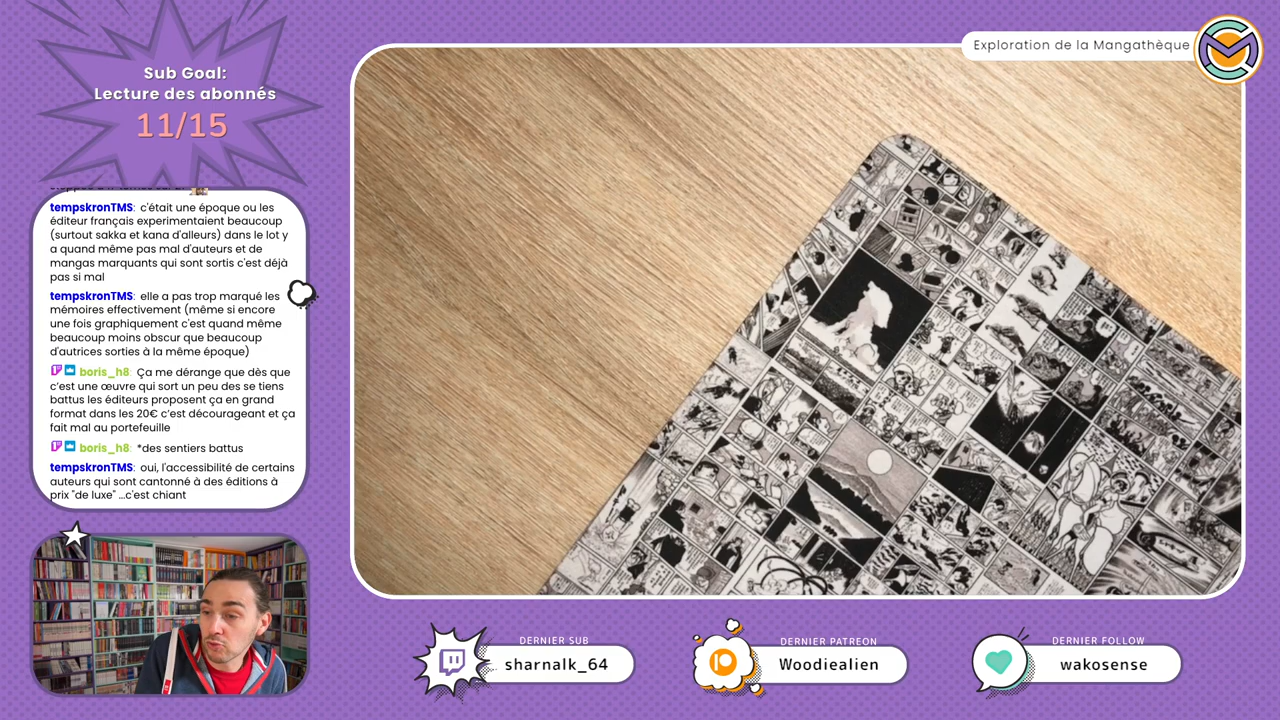 Sub Goal:
Lecture des abonnés
11/15
tempskronTMS: c'était une époque ou les
éditeur français experimentaient beaucoup
(surtout sakka et kana d'alleurs) dans le lot y
a quand même pas mal d'auteurs et de
mangas marquants qui sont sortis c'est déjà
pas si mal
tempskronTMS: elle a pas trop marqué les
mémoires effectivement (même si encore
une fois graphiquement c'est quand même
beaucoup moins obscur que beaucoup
d'autrices sorties à la même époque)
boris_h8: Ça me dérange que dès que
c'est une œuvre qui sort un peu des se tiens
battus les éditeurs proposent ça en grand
format dans les 20€ c'est décourageant et ça
fait mal au portefeuille
boris_h8: *des sentiers battus
tempskronTMS: oui, l'accessibilité de certains
auteurs qui sont cantonné à des éditions à
prix "de luxe" ...c'est chiant
Exploration de la Mangathèque
DERNIER SUB
sharnalk_64
DERNIER PATREON
Woodiealien
DERNIER FOLLOW
wakosense